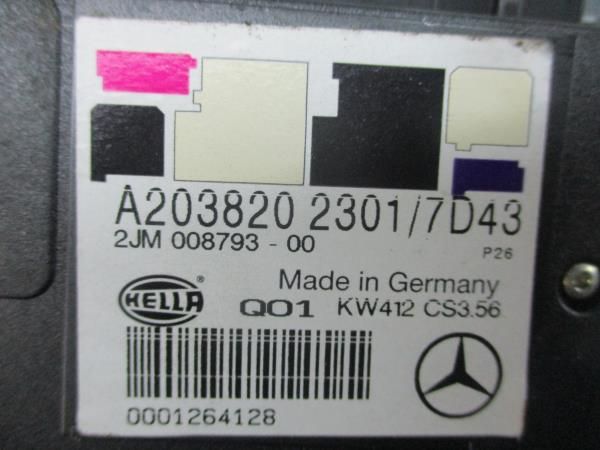 A203820 2301/7D43
2JM 008793 - 00
P26
Made in Germany
HELLA
Q01 KW412 CS3.56
0001264128